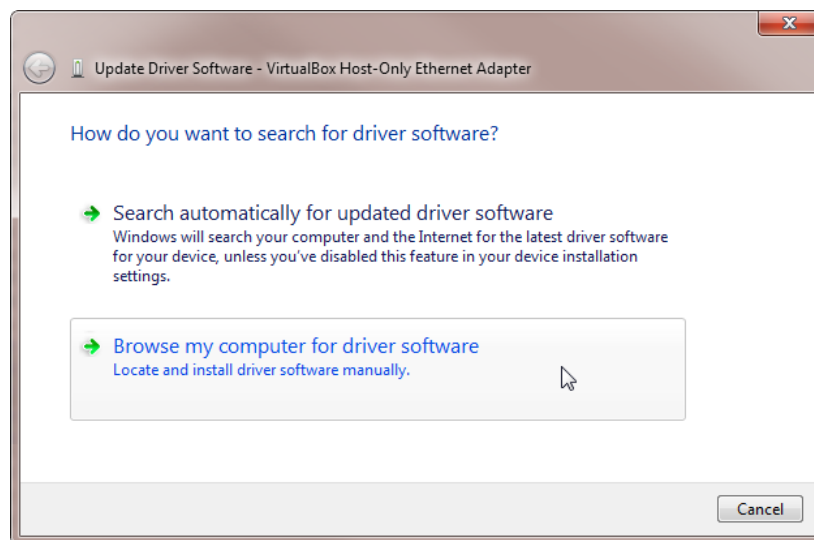 Update Driver Software - VirtualBox Host-Only Ethernet Adapter
How do you want to search for driver software?
Search automatically for updated driver software
Windows will search your computer and the Internet for the latest driver software
for your device, unless you've disabled this feature in your device installation
settings.
Browse my computer for driver software
Locate and install driver software manually.
Cancel